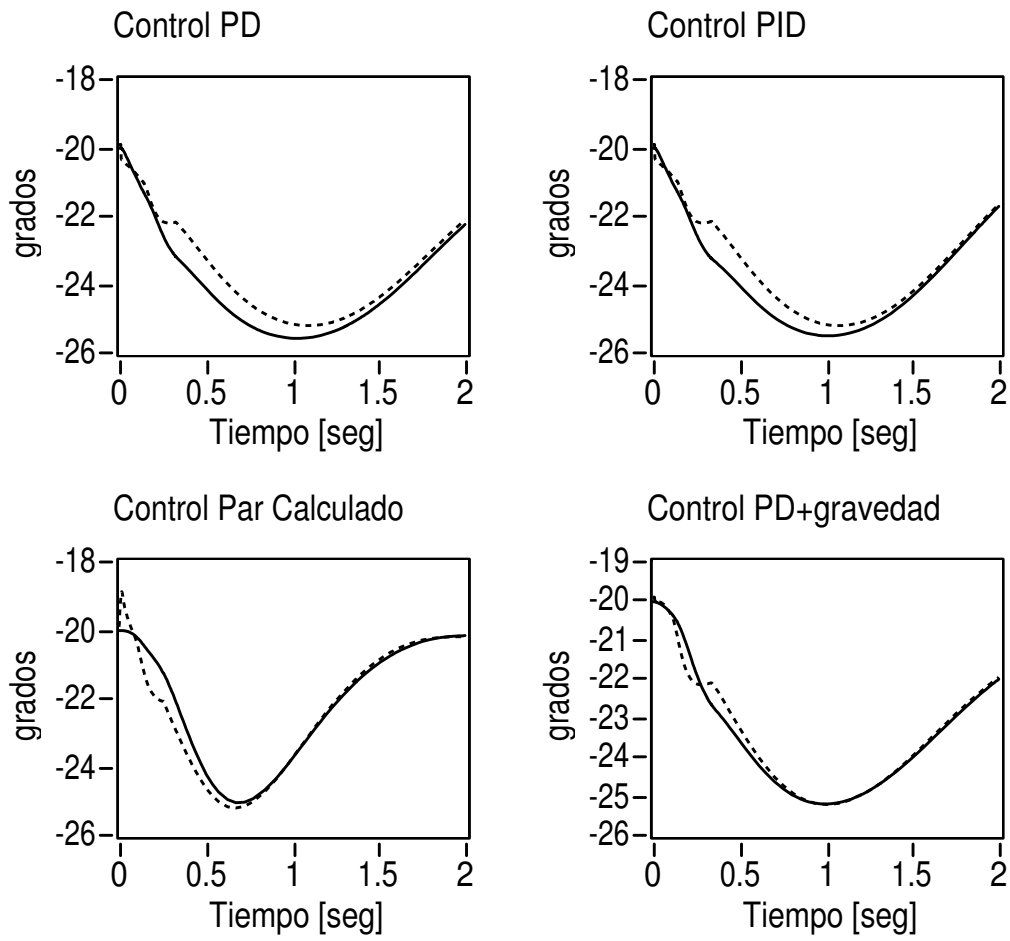 Control PD
-18
-20
-22
-24
-26
grados
0 0.5 1 1.5 2
Tiempo [seg]
Control PID
-18
-20
-22
-24
-26
grados
0 0.5 1 1.5 2
Tiempo [seg]
Control Par Calculado
-18
-20
-22
-24
-26
grados
0 0.5 1 1.5 2
Tiempo [seg]
Control PD+gravedad
-19
-20
-21
-22
-23
-24
-25
-26
grados
0 0.5 1 1.5 2
Tiempo [seg]